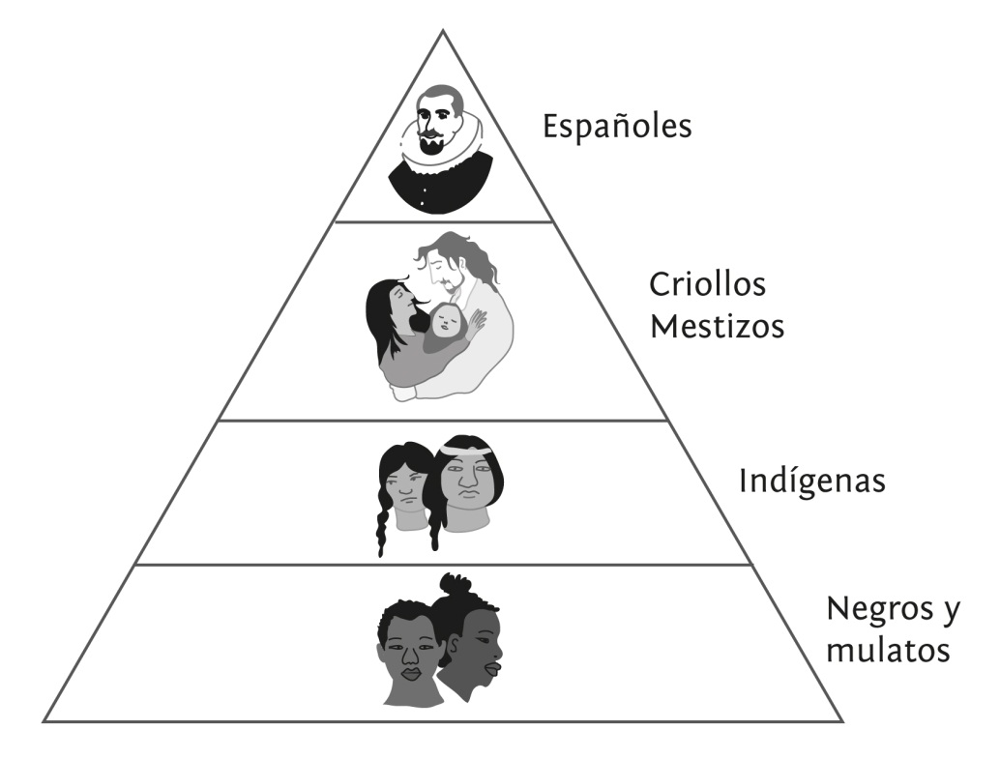 Españoles
Criollos
Mestizos
Indígenas
Negros y
mulatos